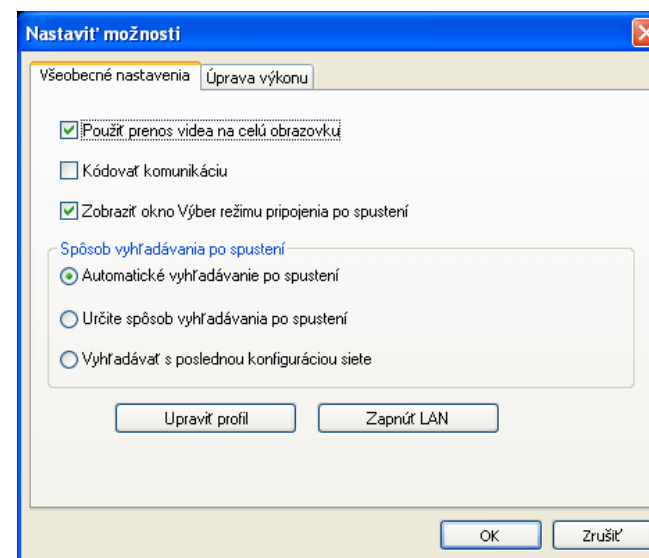 Nastaviť možnosti
Všeobecné nastavenia
Úprava výkonu
Použiť prenos videa na celú obrazovku
Kódovať komunikáciu
Zobraziť okno Výber režimu pripojenia po spustení
Spôsob vyhľadávania po spustení
Automatické vyhľadávanie po spustení
Určite spôsob vyhľadávania po spustení
Vyhľadávať s poslednou konfiguráciou siete
Upraviť profil
Zapnúť LAN
OK
Zrušiť